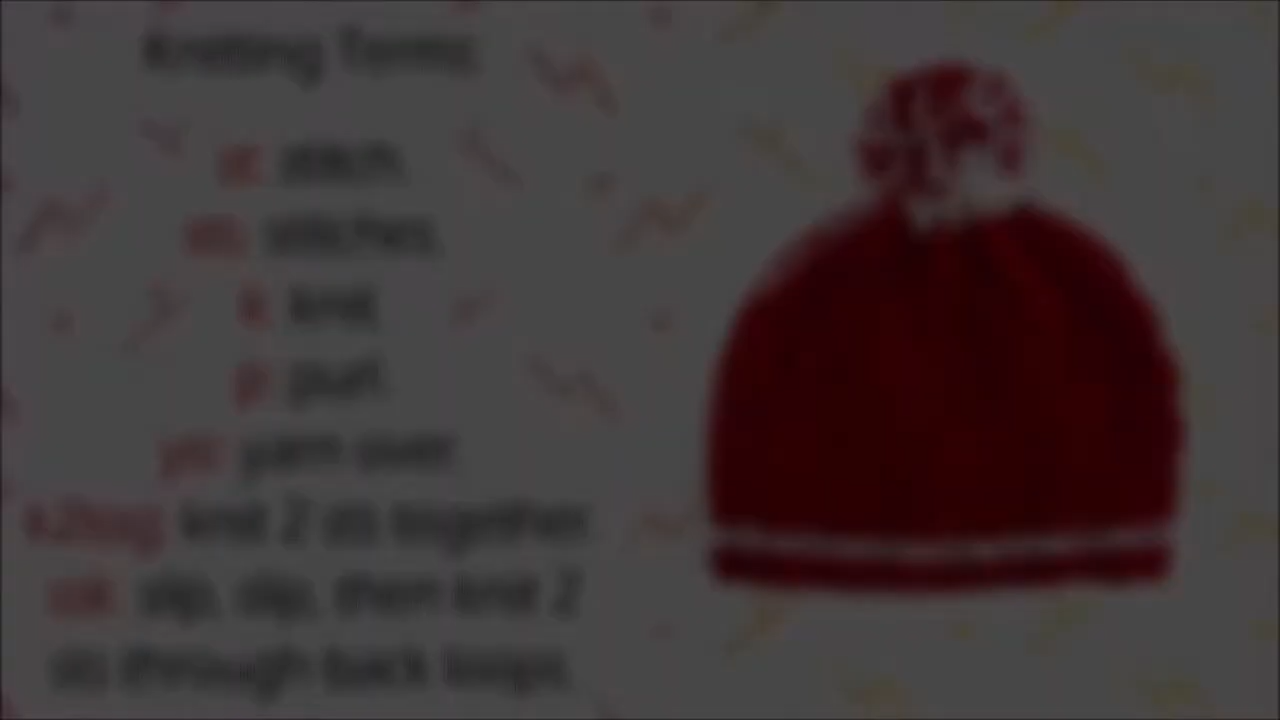 Knitting Terms:
st: stitch.
sts: stitches.
k: knit.
p: purl.
yo: yarn over.
k2tog: knit 2 sts together.
ssk: slip, slip, then knit 2
sts through back loops.